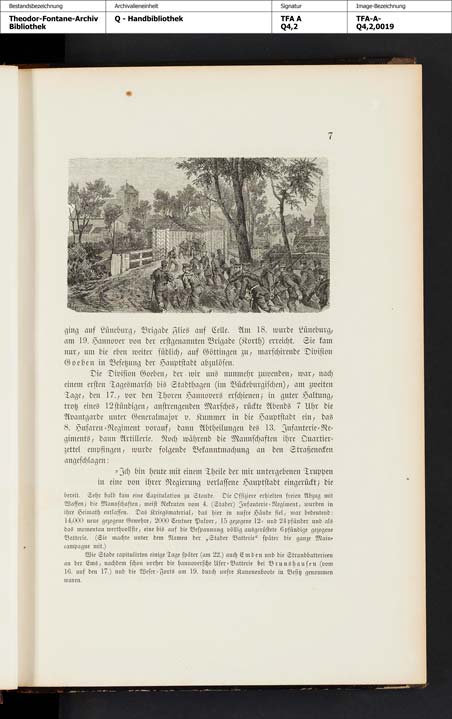 Bestandsbezeichnung
Archivalieneinheit
Signatur
Image-Bezeichnung
Theodor-Fontane-Archiv
Bibliothek
Q - Handbibliothek
TFA A
Q4,2
TFA-A-
Q4,2,0019
7
ging auf Lüneburg, Brigade Flies auf Celle. Am 18. wurde Lüneburg,
am 19. Hannover von der erstgenannten Brigade (Korth) erreicht. Sie kam
nur, um die eben weiter südlich, auf Göttingen zu, marschirende Division
Goeben in Besetzung der Hauptstadt abzulösen.
Die Division Goeben, der wir uns nunmehr zuwenden, war, nach
einem ersten Tagesmarsch bis Stadthagen (im Bückeburgischen), am zweiten
Tage, den 17., vor den Thoren Hannovers erschienen; in guter Haltung,
trotz eines 12stündigen, anstrengenden Marsches, rückte Abends 7 Uhr die
Avantgarde unter Generalmajor v. Kummer in die Hauptstadt ein, das
8. Husaren-Regiment vorauf, dann Abtheilungen des 13. Infanterie-Re-
giments, dann Artillerie. Noch während die Mannschaften ihre Quartier-
zettel empfingen, wurde folgende Bekanntmachung an den Straßenecken
angeschlagen:
»Ich bin heute mit einem Theile der mir untergebenen Truppen
in eine von ihrer Regierung verlassene Hauptstadt eingerückt; die
bereit. Sehr bald kam eine Capitulation zu Stande. Die Offiziere erhielten freien Abzug mit
Waffen; die Mannschaften, meist Rekruten vom 4. (Stader) Infanterie-Regiment, wurden in
ihre Heimath entlassen. Das Kriegsmaterial, das hier in unsre Hände fiel, war bedeutend:
14,000 neue gezogene Gewehre, 2000 Centner Pulver, 15 gezogene 12- und 24pfünder und als
das momentan werthvollste, eine bis auf die Bespannung völlig ausgerüstete 6pfündige gezogene
Batterie. (Sie machte unter dem Namen der „Stader Batterie“ später die ganze Main-
campagne mit.)
Wie Stade capitulirten einige Tage später (am 22.) auch Emden und die Strandbatterieen
an der Ems, nachdem schon vorher die hannoversche Ufer-Batterie bei Brunshausen (vom
16. auf den 17.) und die Weser-Forts am 19. durch unsre Kanonenboote in Besitz genommen
waren.